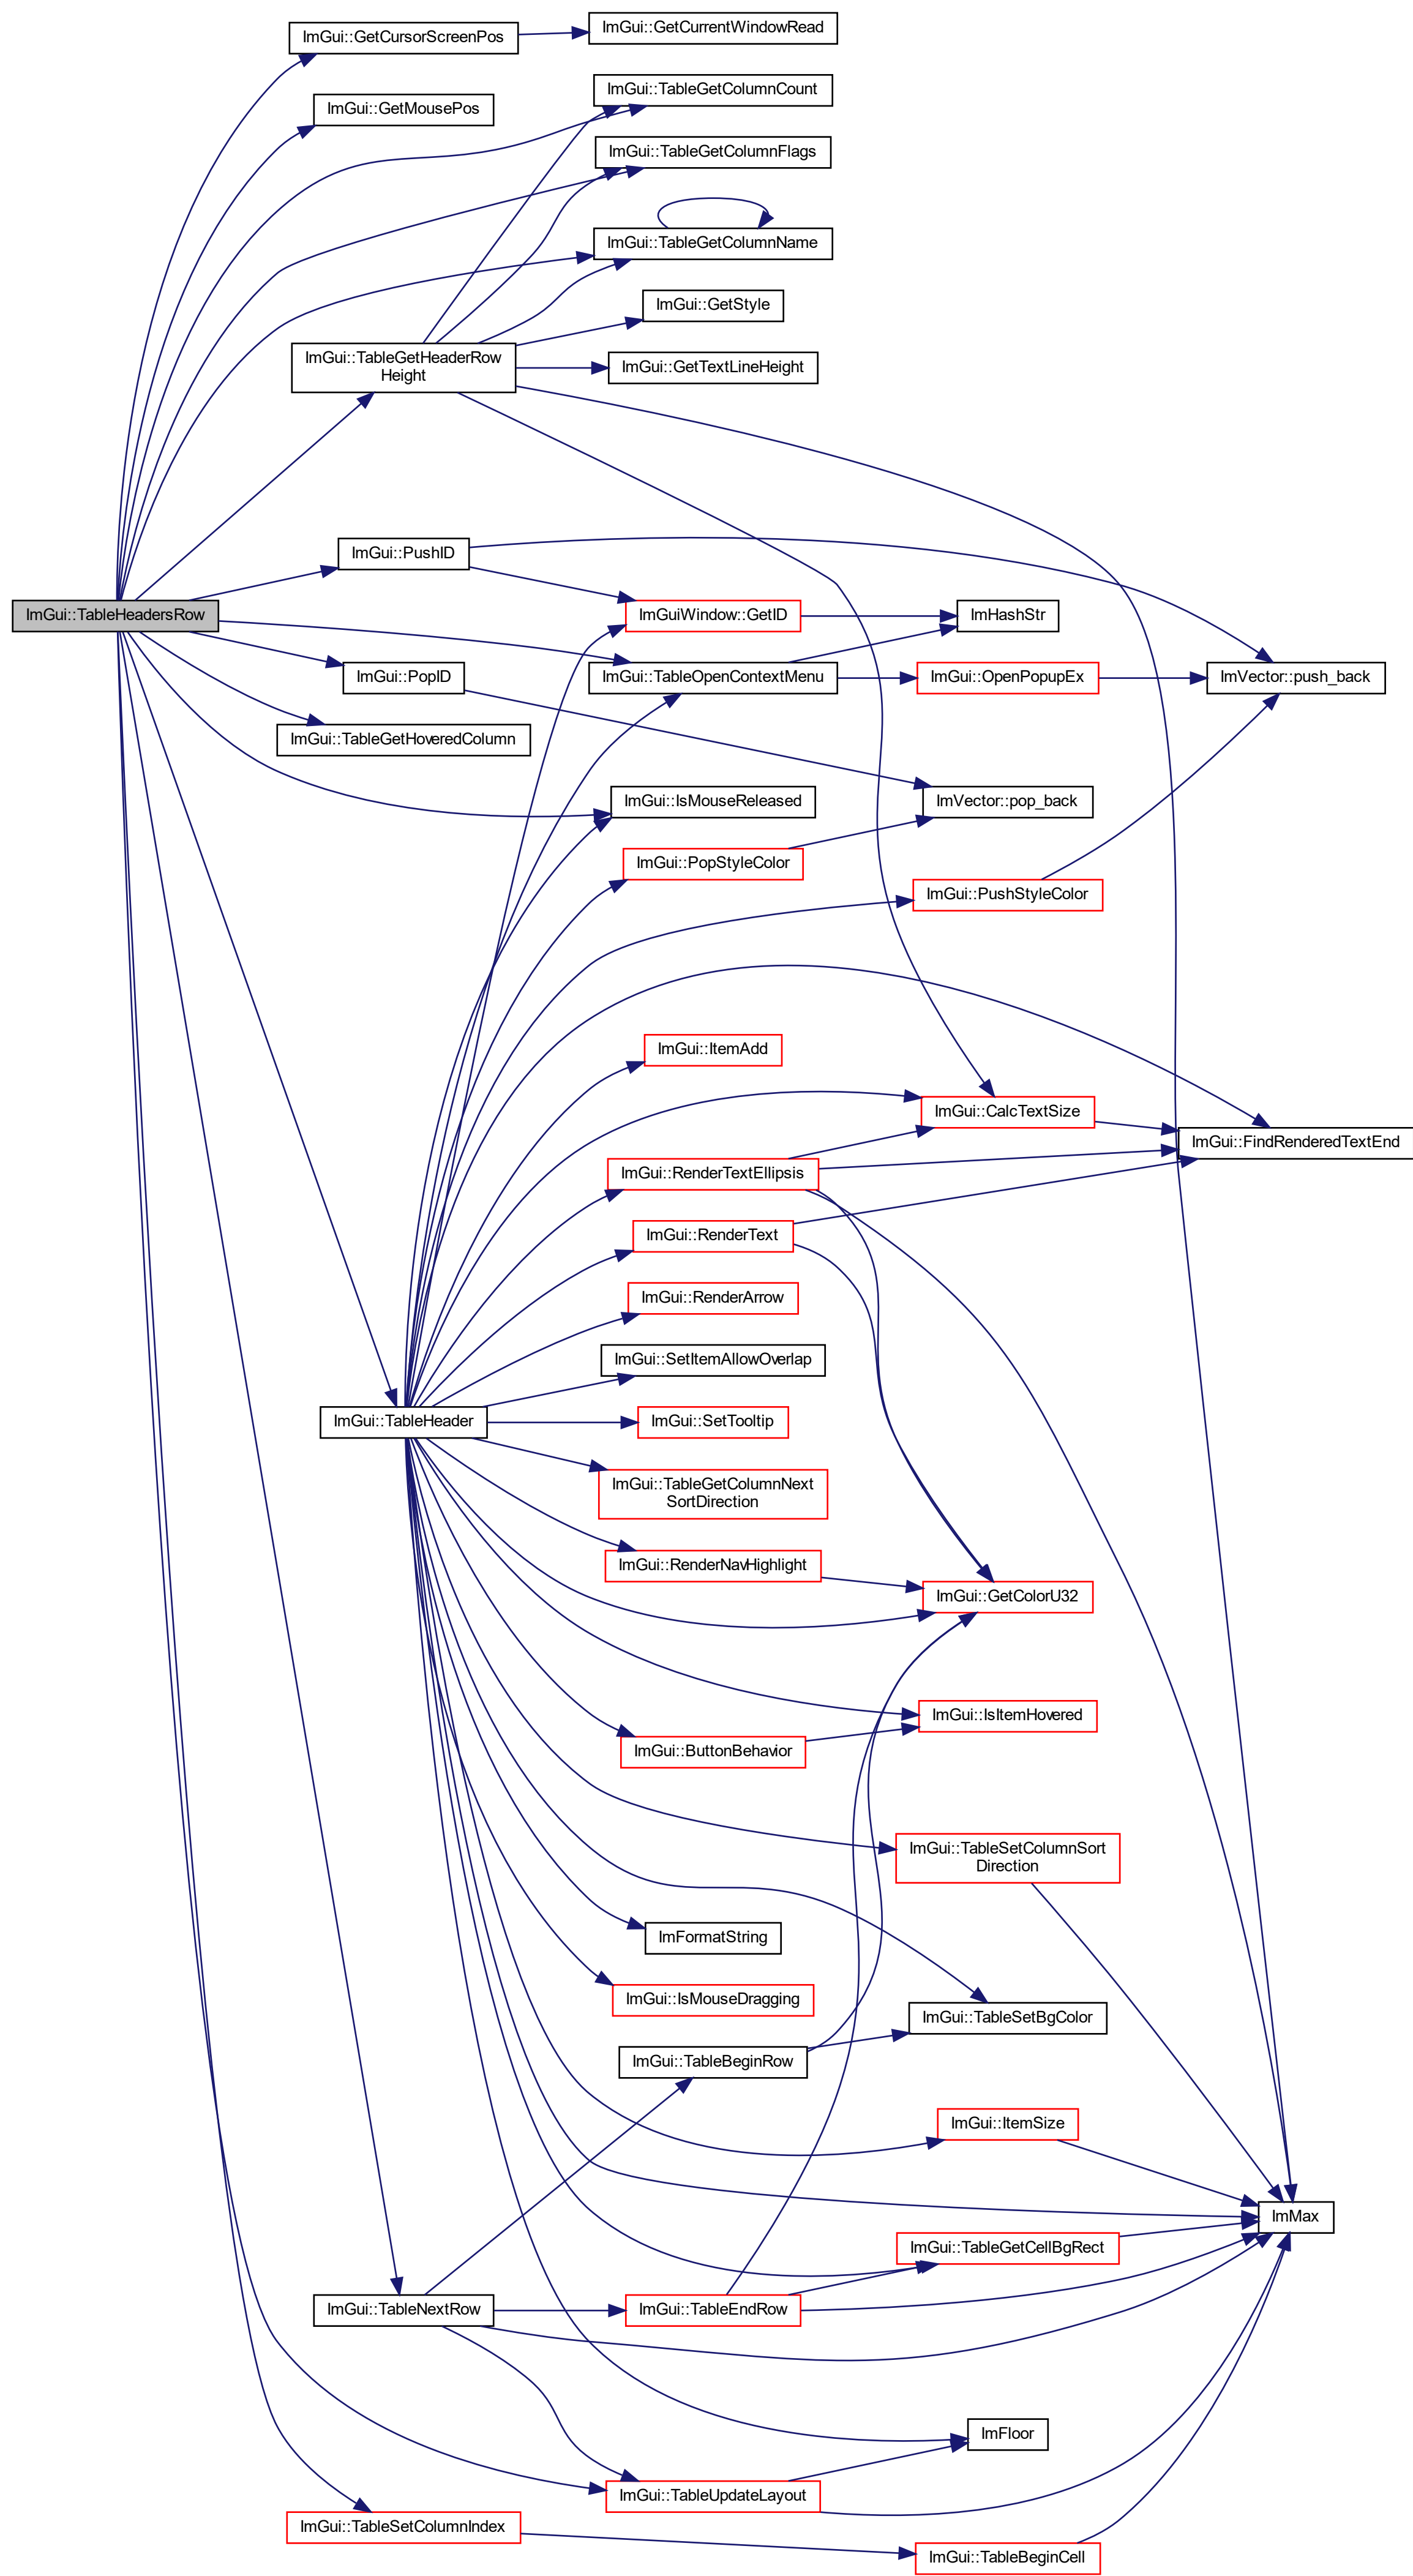 ImGui::GetCursorScreenPos
ImGui::GetCurrentWindowRead
ImGui::TableGetColumnCount
ImGui::GetMousePos
ImGui::TableGetColumnFlags
ImGui::TableGetColumnName
ImGui::GetStyle
ImGui::TableGetHeaderRow
Height
ImGui::GetTextLineHeight
ImGui::PushID
ImGui::TableHeadersRow
ImGuiWindow::GetID
ImHashStr
ImGui::PopID
ImGui::TableOpenContextMenu
ImGui::OpenPopupEx
ImVector::push_back
ImGui::TableGetHoveredColumn
ImGui::IsMouseReleased
ImVector::pop_back
ImGui::PopStyleColor
ImGui::PushStyleColor
ImGui::ItemAdd
ImGui::CalcTextSize
ImGui::FindRenderedTextEnd
ImGui::RenderTextEllipsis
ImGui::RenderText
ImGui::RenderArrow
ImGui::SetItemAllowOverlap
ImGui::TableHeader
ImGui::SetTooltip
ImGui::TableGetColumnNext
SortDirection
ImGui::RenderNavHighlight
ImGui::GetColorU32
ImGui::IsItemHovered
ImGui::ButtonBehavior
ImGui::TableSetColumnSort
Direction
ImFormatString
ImGui::IsMouseDragging
ImGui::TableSetBgColor
ImGui::TableBeginRow
ImGui::ItemSize
ImMax
ImGui::TableGetCellBgRect
ImGui::TableNextRow
ImGui::TableEndRow
ImFloor
ImGui::TableUpdateLayout
ImGui::TableSetColumnIndex
ImGui::TableBeginCell